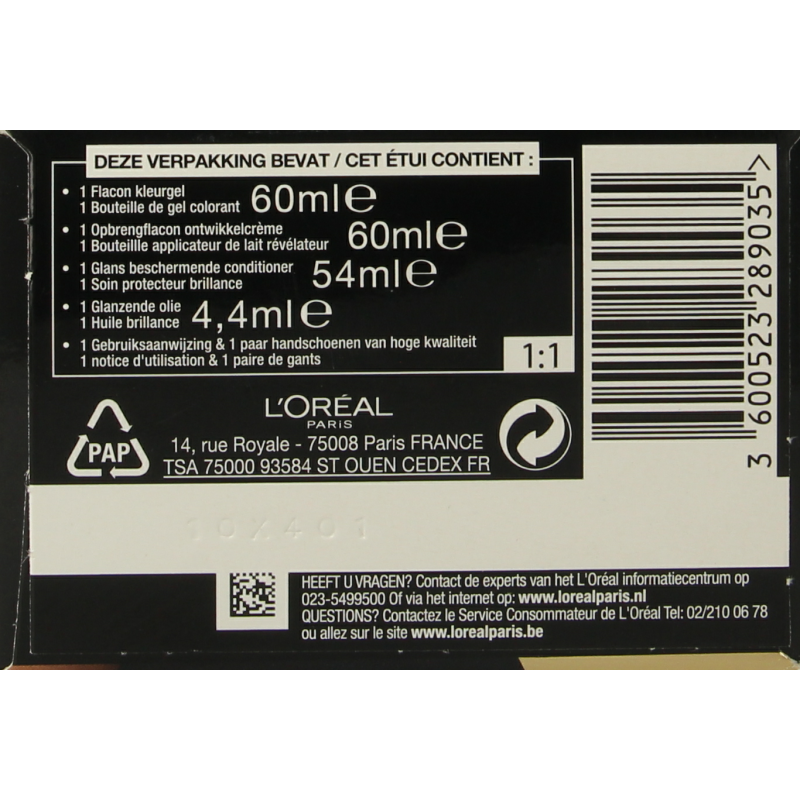 DEZE VERPAKKING BEVAT / CET ÉTUI CONTIENT :
• 1 Flacon kleurgel
1 Bouteille de gel colorant 60ml℮
• 1 Opbrengflacon ontwikkelcrème
1 Bouteillle applicateur de lait révélateur 60ml℮
• 1 Glans beschermende conditioner
1 Soin protecteur brillance 54ml℮
• 1 Glanzende olie
1 Huile brillance 4,4ml℮
• 1 Gebruiksaanwijzing & 1 paar handschoenen van hoge kwaliteit
1 notice d'utilisation & 1 paire de gants
1:1
3 600523 289035 >
PAP
L'ORÉAL
PARIS
14, rue Royale - 75008 Paris FRANCE
TSA 75000 93584 ST OUEN CEDEX FR
10X401
HEEFT U VRAGEN? Contact de experts van het L'Oréal informatiecentrum op
023-5499500 Of via het internet op: www.lorealparis.nl
QUESTIONS? Contactez le Service Consommateur de L'Oréal Tel: 02/210 06 78
ou allez sur le site www.lorealparis.be